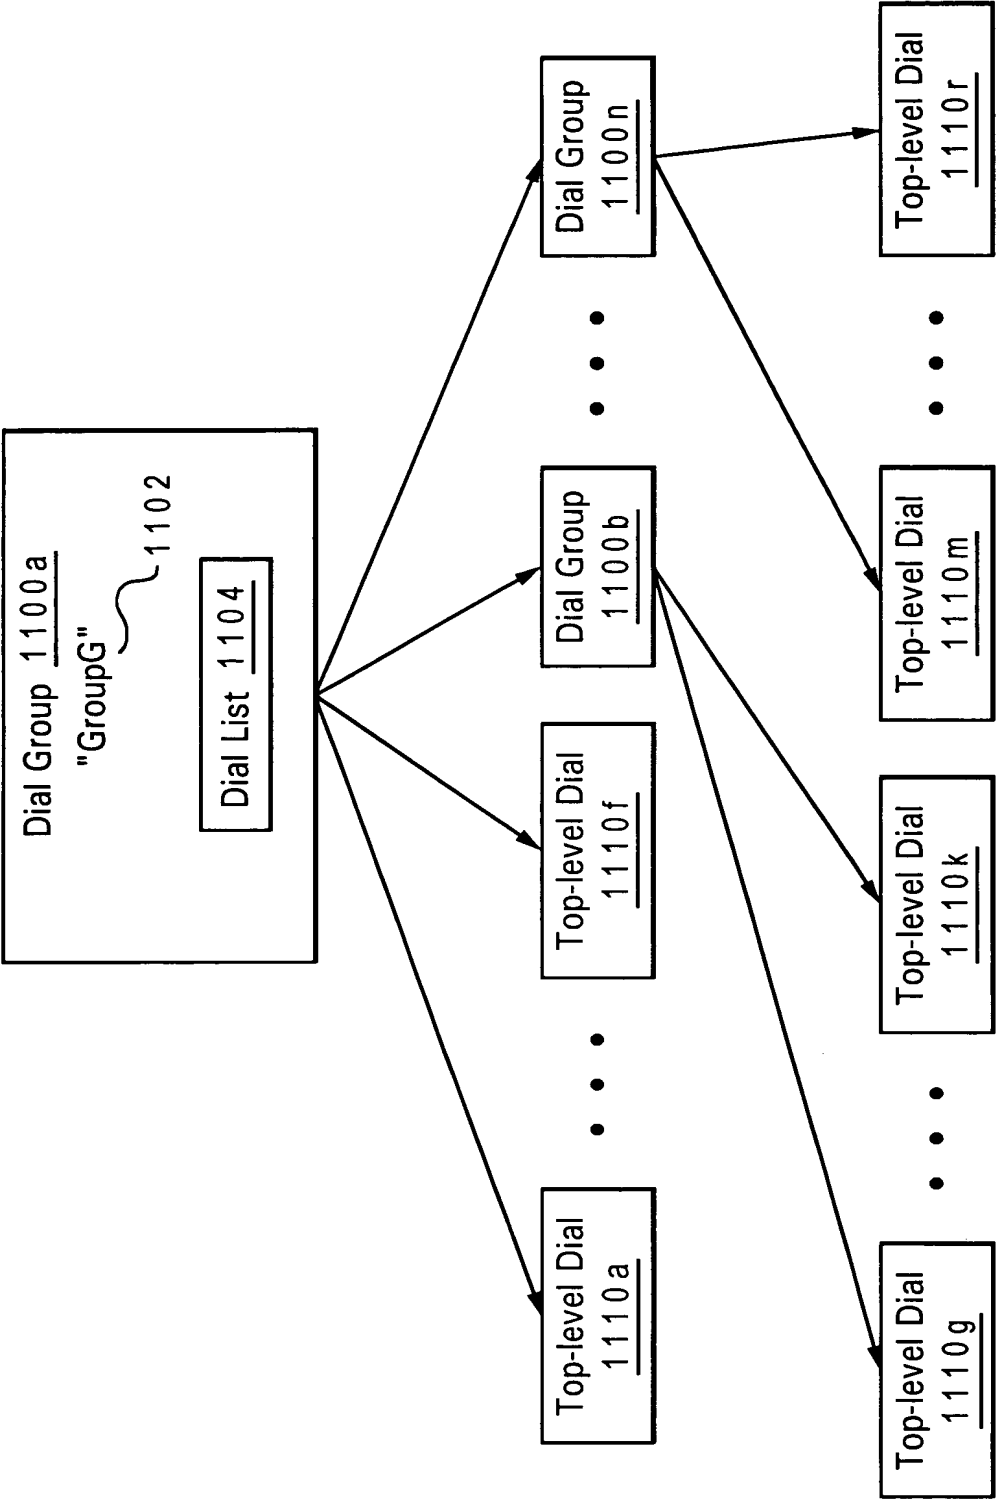 Dial Group 1100a
"GroupG"
1102
Dial List 1104
Top-level Dial
1110a
Top-level Dial
1110f
Dial Group
1100b
Dial Group
1100n
Top-level Dial
1110g
Top-level Dial
1110k
Top-level Dial
1110m
Top-level Dial
1110r